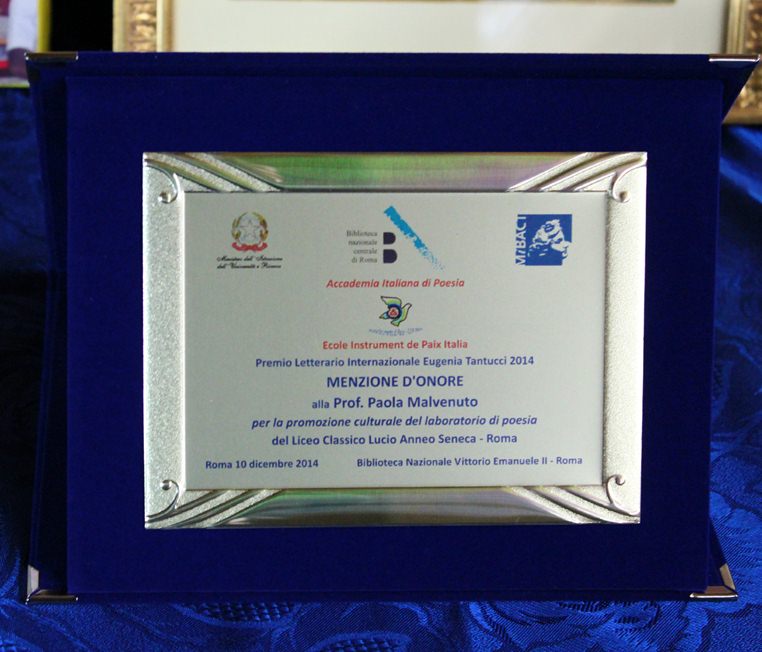 Ministero dell'Istruzione
dell'Università e Ricerca
Biblioteca
nazionale
centrale
di Roma
B
MiBACT
Accademia Italiana di Poesia
Ecole Instrument de Paix Italia
Premio Letterario Internazionale Eugenia Tantucci 2014
MENZIONE D'ONORE
alla Prof. Paola Malvenuto
per la promozione culturale del laboratorio di poesia
del Liceo Classico Lucio Anneo Seneca - Roma
Roma 10 dicembre 2014 Biblioteca Nazionale Vittorio Emanuele II - Roma